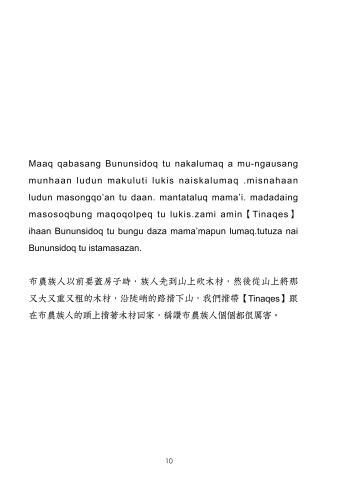 Maaq qabasang Bununsidoq tu nakalumaq a mu-ngausang
munhaan ludun makuluti lukis naiskalumaq .misnahaan
ludun masongqo'an tu daan. mantataluq mama'i. madadaing
masosoqbung maqoqolpeq tu lukis.zami amin【Tinaqes】
ihaan Bununsidoq tu bungu daza mama'mapun lumaq.tutuza nai
Bununsidoq tu istamasazan.
布農族人以前要蓋房子時，族人先到山上砍木材，然後從山上將那
又大又重又粗的木材，沿陡峭的路揹下山，我們揹帶【Tinaqes】跟
在布農族人的頭上揹著木材回家，稱讚布農族人個個都很厲害。
10